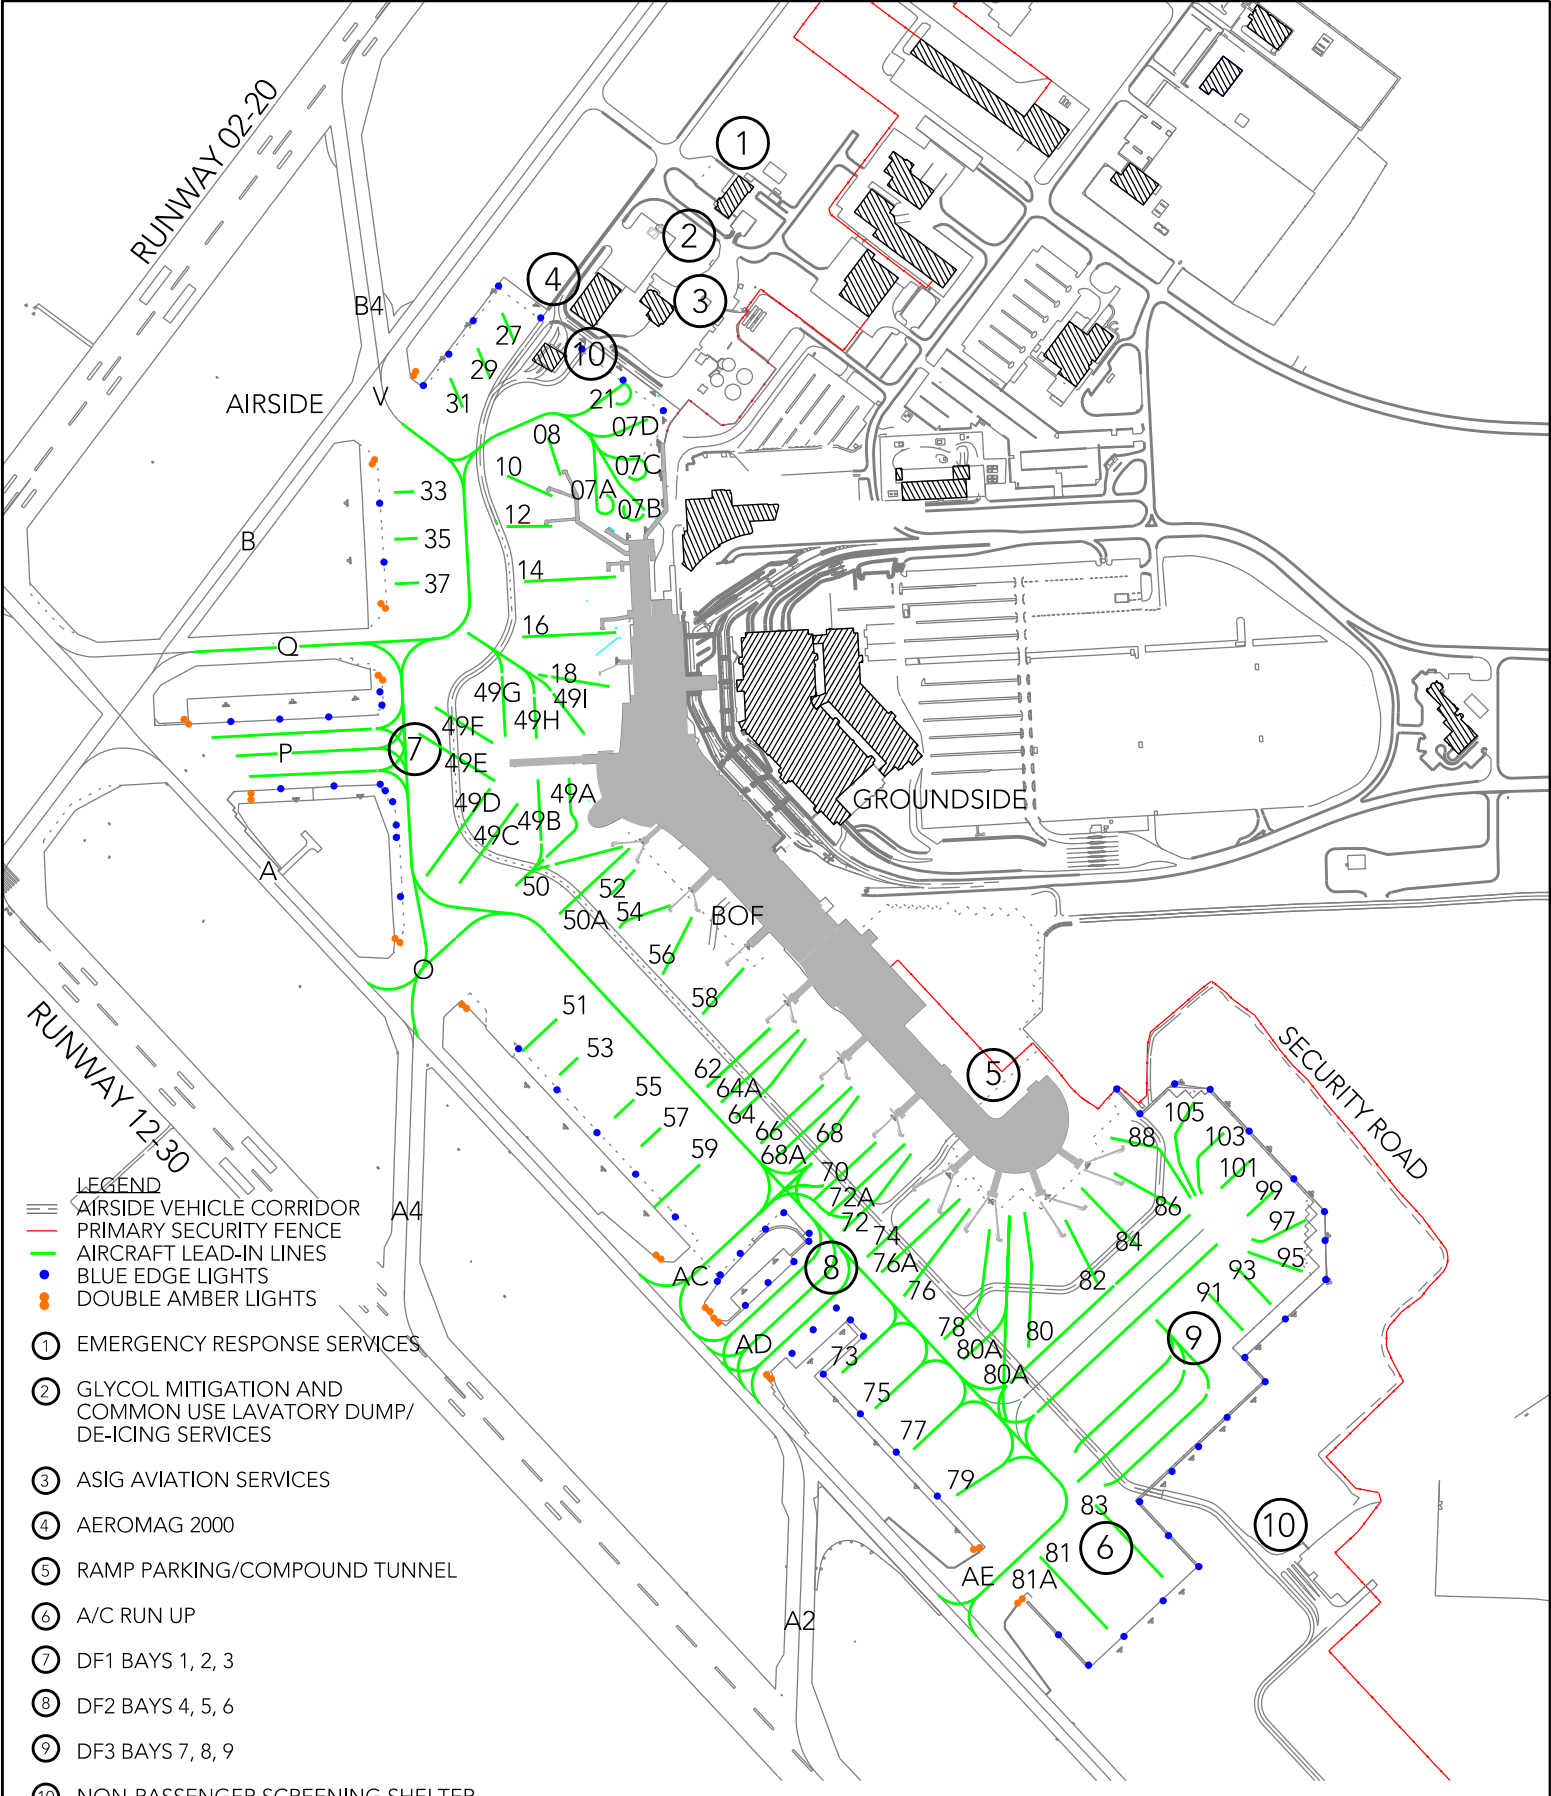 1
RUNWAY 02-20
2
4
3
B4
27
10
29
21
V
31
AIRSIDE
07D
08
10
07C
33
07A
07B
12
B
35
14
37
16
Q
18
49G
49I
49H
49F
7
P
49E
49A
49D
GROUNDSIDE
49B
49C
A
50
52
50A
54
BOF
56
O
58
51
RUNWAY 12-30
53
SECURITY ROAD
62
5
55
64A
64
105
57
66
68
103
88
59
68A
101
70
72A
99
86
A4
72
97
74
84
76A
95
8
AC
82
93
76
91
78
80
9
AD
80A
73
80A
75
77
79
83
10
6
81
AE
81A
A2
LEGEND
AIRSIDE VEHICLE CORRIDOR
PRIMARY SECURITY FENCE
AIRCRAFT LEAD-IN LINES
BLUE EDGE LIGHTS
DOUBLE AMBER LIGHTS
1 EMERGENCY RESPONSE SERVICES
2 GLYCOL MITIGATION AND
COMMON USE LAVATORY DUMP/
DE-ICING SERVICES
3 ASIG AVIATION SERVICES
4 AEROMAG 2000
5 RAMP PARKING/COMPOUND TUNNEL
6 A/C RUN UP
7 DF1 BAYS 1, 2, 3
8 DF2 BAYS 4, 5, 6
9 DF3 BAYS 7, 8, 9
10 NON-PASSENGER SCREENING SHELTER